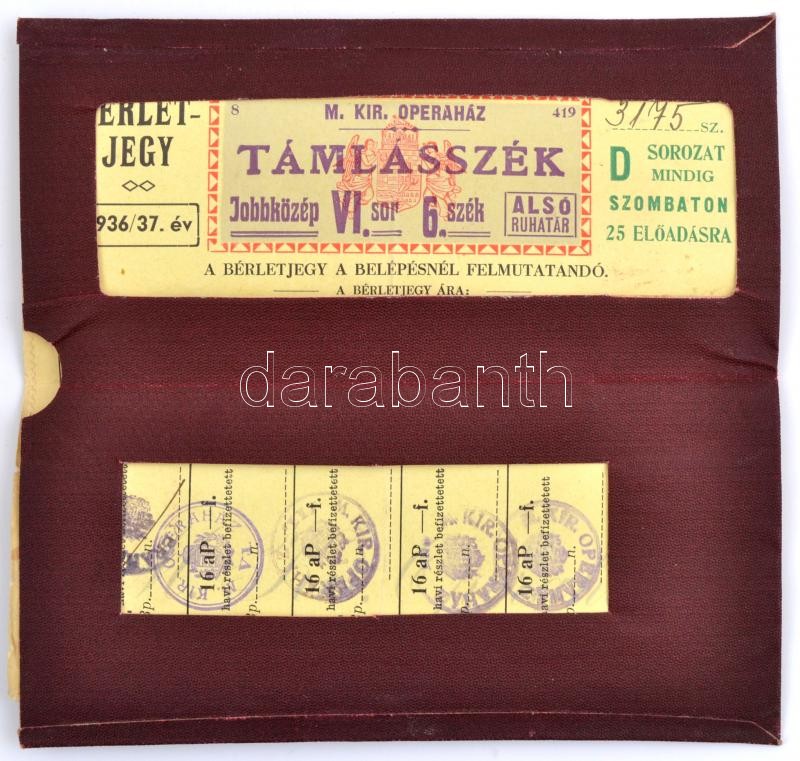 ÉRLET-
JEGY
936/37. év
8 M. KIR. OPERAHÁZ 419
TÁMLÁSSZÉK
Jobbközép VI. sor 6. szék
ALSÓ
RUHATÁR
3175 SZ.
D SOROZAT
MINDIG
SZOMBATON
25 ELŐADÁSRA
A BÉRLETJEGY A BELÉPÉSNÉL FELMUTATANDÓ.
A BÉRLETJEGY ÁRA:
darabanth
16 aP —f.
havi részlet befizettetett
16 aP —f.
havi részlet befizettetett
16 aP —f.
havi részlet befizettetett
16 aP —f.
havi részlet befizettetett